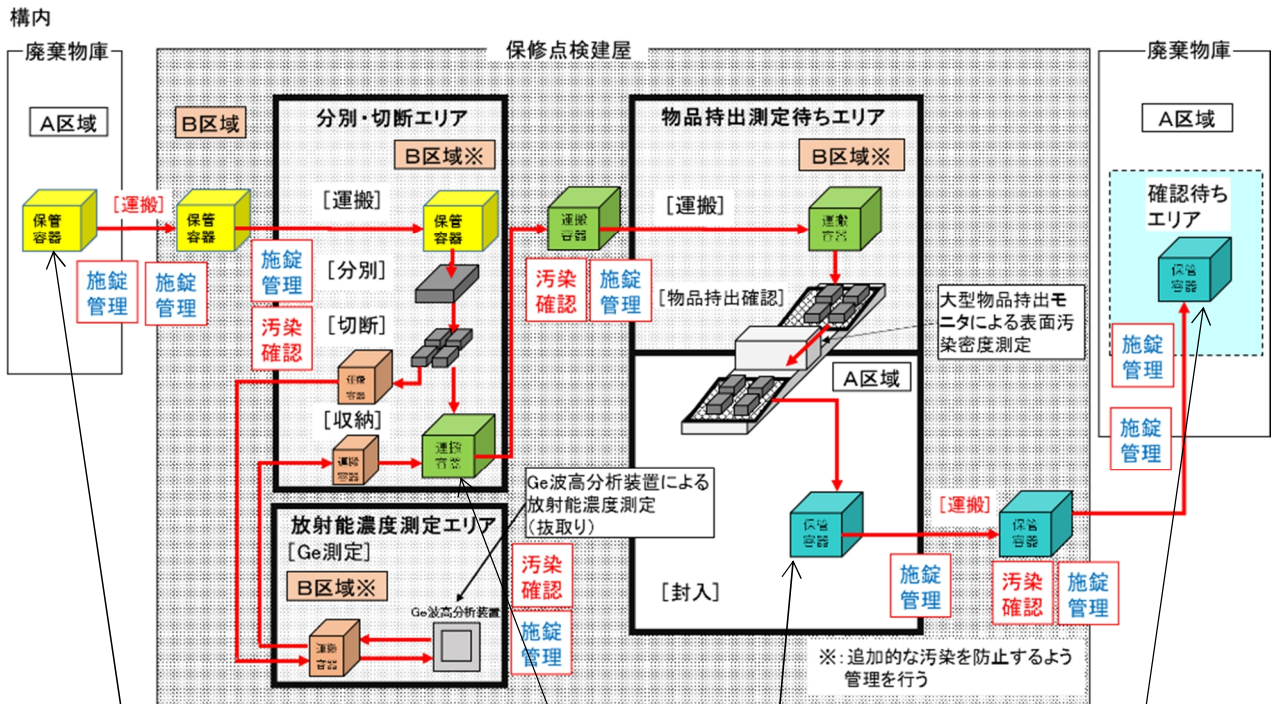 構内
廃棄物庫
A区域
保管
容器
[運搬]
施錠
管理
施錠
管理
保修点検建屋
B区域
保管
容器
分別・切断エリア
B区域※
[運搬]
保管
容器
施錠
管理
汚染
確認
[分別]
[切断]
運搬
容器
[収納]
運搬
容器
運搬
容器
放射能濃度測定エリア
[Ge測定]
B区域※
Ge波高分析装置
運搬
容器
Ge波高分析装置による
放射能濃度測定
(抜取り)
汚染
確認
施錠
管理
運搬
容器
汚染
確認
施錠
管理
物品持出測定待ちエリア
B区域※
[運搬]
運搬
容器
[物品持出確認]
大型物品持出モ
ニタによる表面汚
染密度測定
A区域
保管
容器
[封入]
施錠
管理
[運搬]
保管
容器
汚染
確認
施錠
管理
※:追加的な汚染を防止するよう
管理を行う
廃棄物庫
A区域
確認待ち
エリア
保管
容器
施錠
管理
施錠
管理